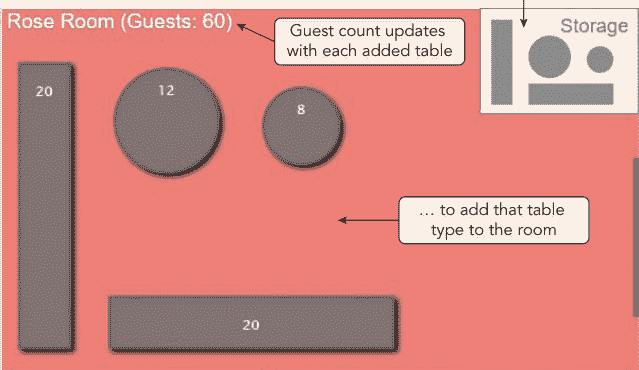 Rose Room (Guests: 60)
Guest count updates
with each added table
Storage
20
12
8
… to add that table
type to the room
20